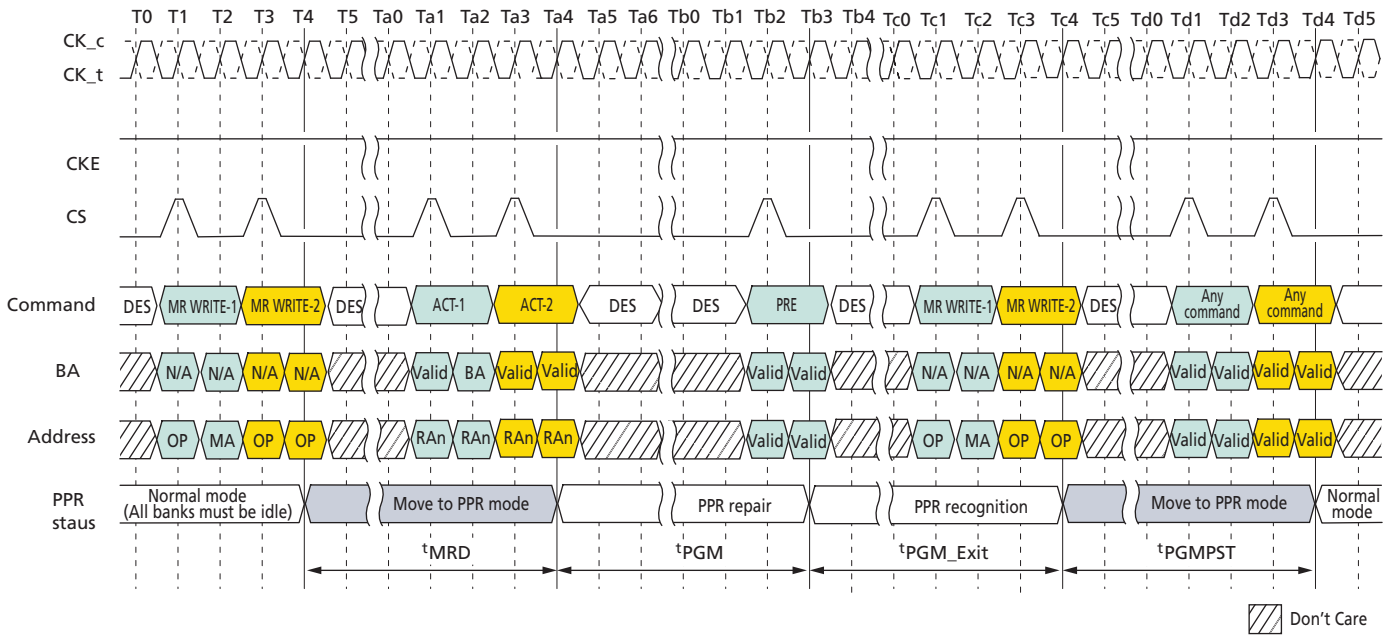 T0 T1 T2 T3 T4 T5 Ta0 Ta1 Ta2 Ta3 Ta4 Ta5 Ta6 Tb0 Tb1 Tb2 Tb3 Tb4 Tc0 Tc1 Tc2 Tc3 Tc4 Tc5 Td0 Td1 Td2 Td3 Td4 Td5
CK_c
CK_t
CKE
CS
Command DES MR WRITE-1 MR WRITE-2 DES ACT-1 ACT-2 DES DES PRE DES MR WRITE-1 MR WRITE-2 DES Any command Any command
BA N/A N/A N/A N/A Valid BA Valid Valid Valid Valid N/A N/A N/A N/A Valid Valid Valid Valid
Address OP MA OP OP RAn RAn RAn RAn Valid Valid OP MA OP OP Valid Valid Valid Valid
PPR staus Normal mode (All banks must be idle) Move to PPR mode PPR repair PPR recognition Move to PPR mode Normal mode
tMRD tPGM tPGM_Exit tPGMPST
Don't Care